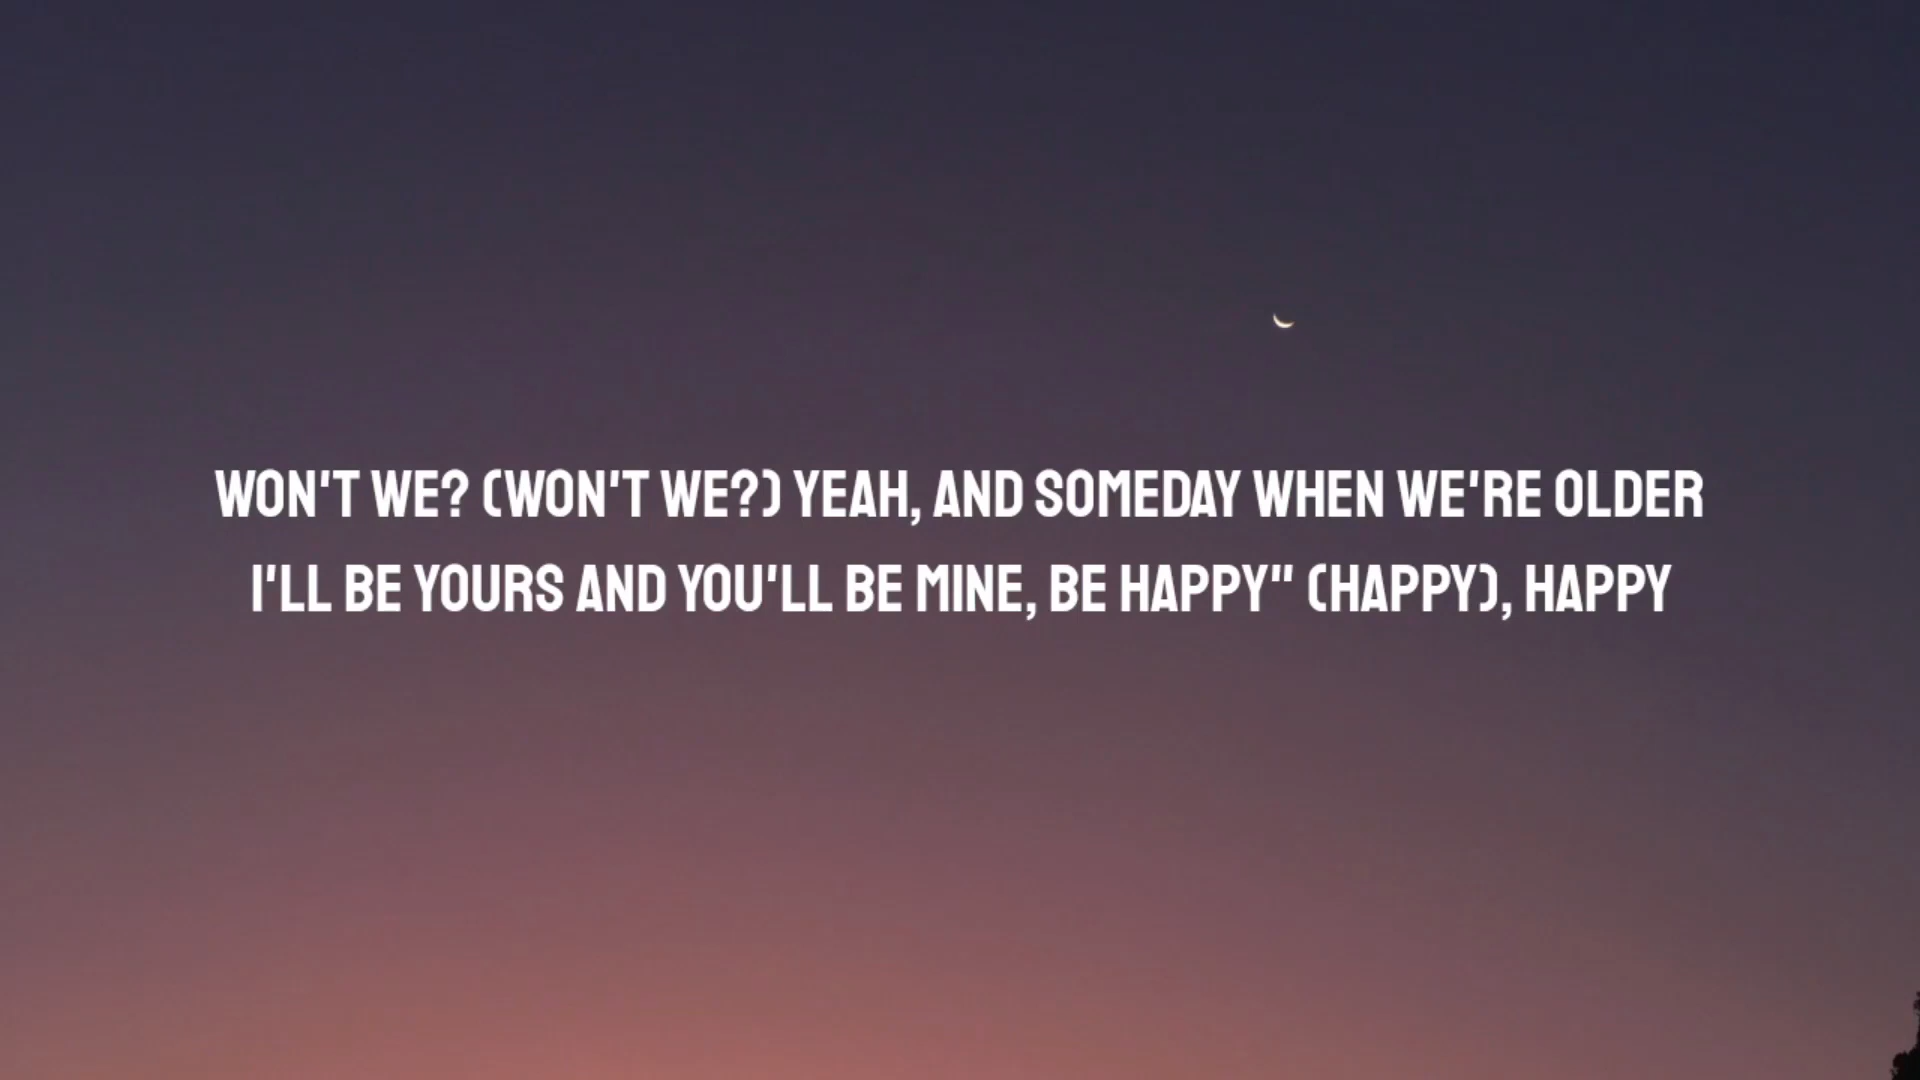 WON'T WE? (WON'T WE?) YEAH, AND SOMEDAY WHEN WE'RE OLDER
I'LL BE YOURS AND YOU'LL BE MINE, BE HAPPY" (HAPPY), HAPPY